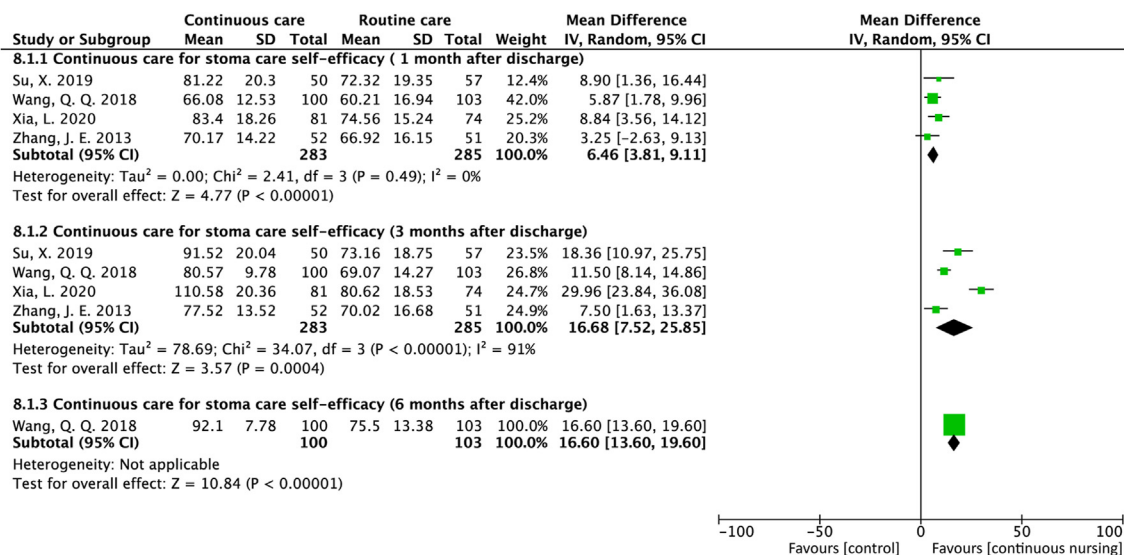 Continuous care Routine care Mean Difference Mean Difference
Study or Subgroup Mean SD Total Mean SD Total Weight IV, Random, 95% CI IV, Random, 95% CI
8.1.1 Continuous care for stoma care self-efficacy ( 1 month after discharge)
Su, X. 2019 81.22 20.3 50 72.32 19.35 57 12.4% 8.90 [1.36, 16.44]
Wang, Q. Q. 2018 66.08 12.53 100 60.21 16.94 103 42.0% 5.87 [1.78, 9.96]
Xia, L. 2020 83.4 18.26 81 74.56 15.24 74 25.2% 8.84 [3.56, 14.12]
Zhang, J. E. 2013 70.17 14.22 52 66.92 16.15 51 20.3% 3.25 [-2.63, 9.13]
Subtotal (95% CI) 283 285 100.0% 6.46 [3.81, 9.11]
Heterogeneity: Tau² = 0.00; Chi² = 2.41, df = 3 (P = 0.49); I² = 0%
Test for overall effect: Z = 4.77 (P < 0.00001)
8.1.2 Continuous care for stoma care self-efficacy (3 months after discharge)
Su, X. 2019 91.52 20.04 50 73.16 18.75 57 23.5% 18.36 [10.97, 25.75]
Wang, Q. Q. 2018 80.57 9.78 100 69.07 14.27 103 26.8% 11.50 [8.14, 14.86]
Xia, L. 2020 110.58 20.36 81 80.62 18.53 74 24.7% 29.96 [23.84, 36.08]
Zhang, J. E. 2013 77.52 13.52 52 70.02 16.68 51 24.9% 7.50 [1.63, 13.37]
Subtotal (95% CI) 283 285 100.0% 16.68 [7.52, 25.85]
Heterogeneity: Tau² = 78.69; Chi² = 34.07, df = 3 (P < 0.00001); I² = 91%
Test for overall effect: Z = 3.57 (P = 0.0004)
8.1.3 Continuous care for stoma care self-efficacy (6 months after discharge)
Wang, Q. Q. 2018 92.1 7.78 100 75.5 13.38 103 100.0% 16.60 [13.60, 19.60]
Subtotal (95% CI) 100 103 100.0% 16.60 [13.60, 19.60]
Heterogeneity: Not applicable
Test for overall effect: Z = 10.84 (P < 0.00001)
-100 -50 0 50 100
Favours [control] Favours [continuous nursing]